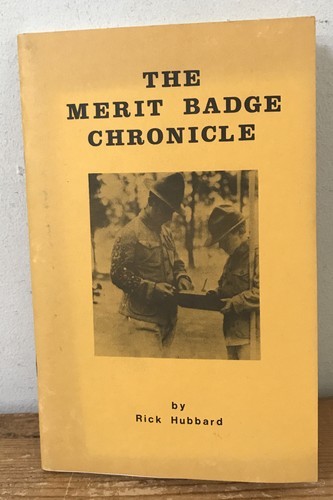 THE
MERIT BADGE
CHRONICLE
by
Rick Hubbard